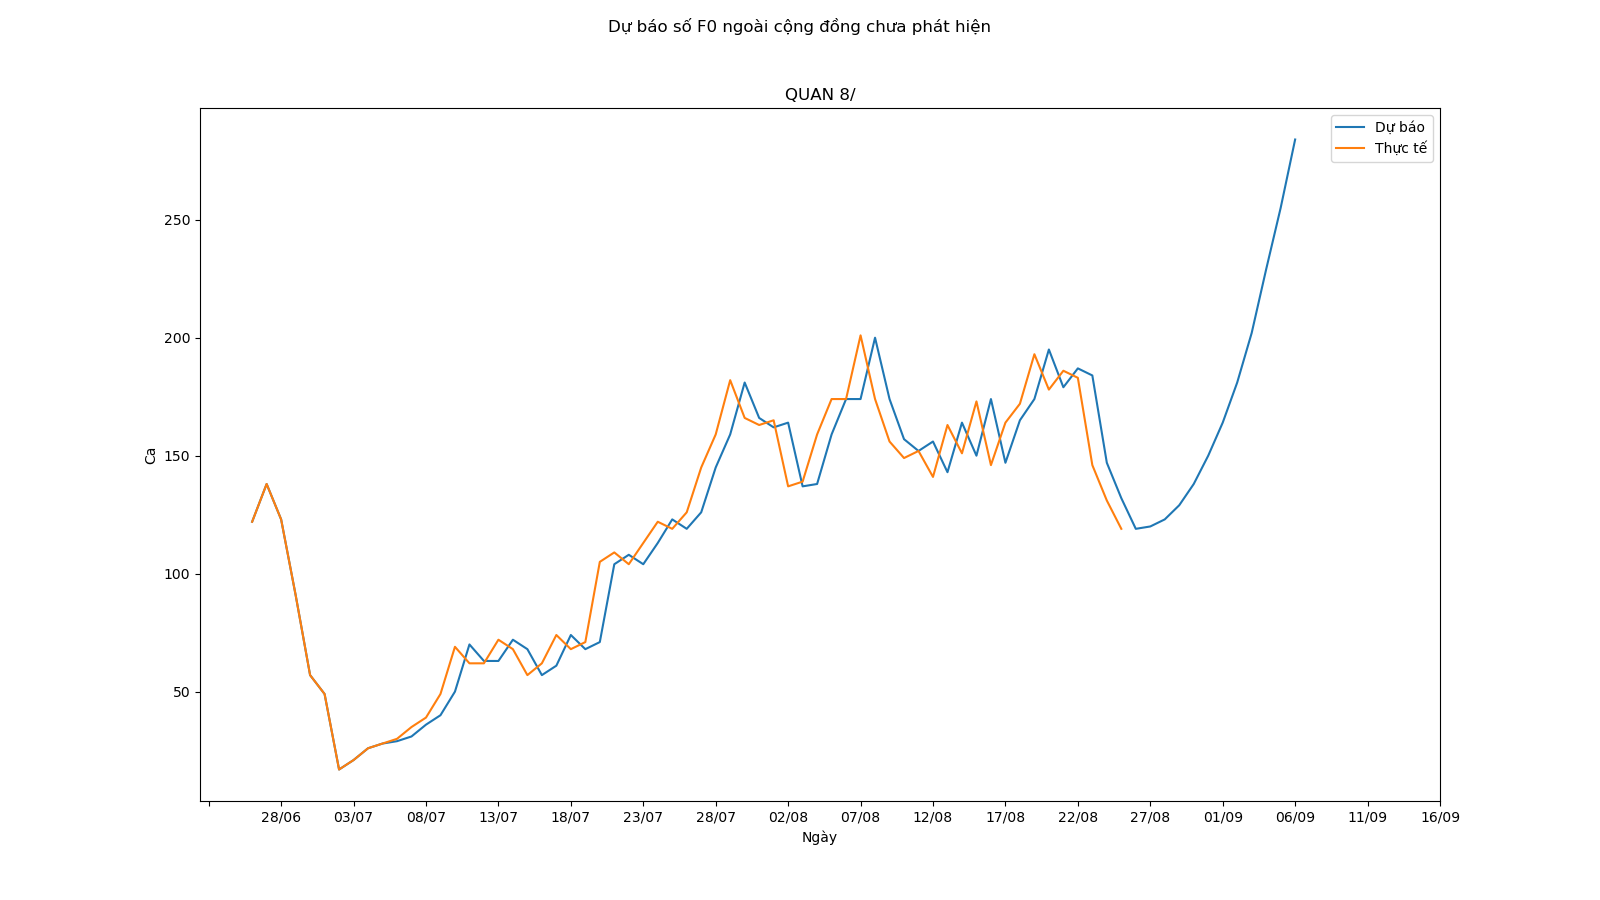 Dự báo số F0 ngoài cộng đồng chưa phát hiện
QUAN 8/
Dự báo
Thực tế
250
200
150
100
50
Ca
28/06 03/07 08/07 13/07 18/07 23/07 28/07 02/08 07/08 12/08 17/08 22/08 27/08 01/09 06/09 11/09 16/09
Ngày